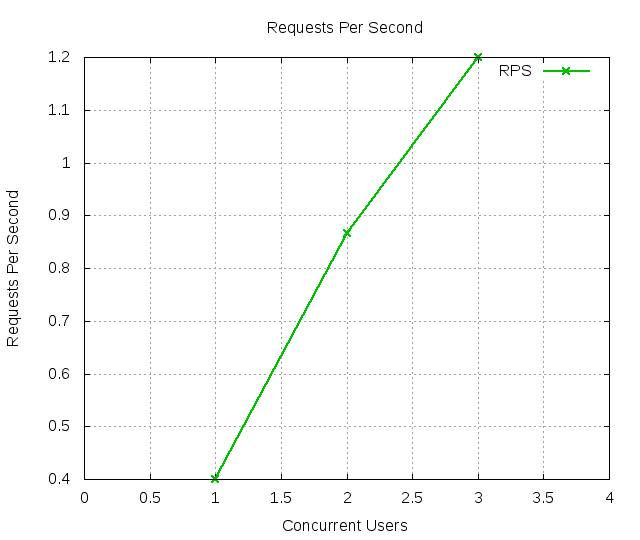 Requests Per Second
RPS
Requests Per Second
1.2
1.1
1
0.9
0.8
0.7
0.6
0.5
0.4
0 0.5 1 1.5 2 2.5 3 3.5 4
Concurrent Users